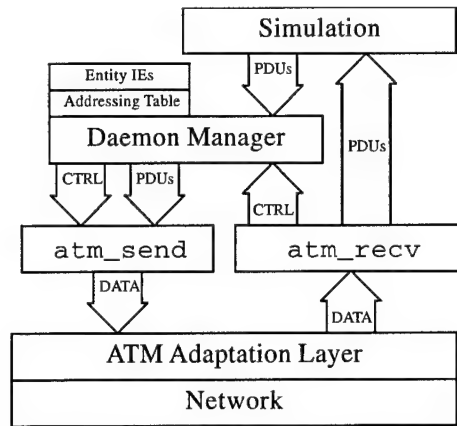 Simulation
PDUs
Entity IEs
Addressing Table
Daemon Manager
PDUs
CTRL
PDUs
CTRL
atm_send
atm_recv
DATA
DATA
ATM Adaptation Layer
Network